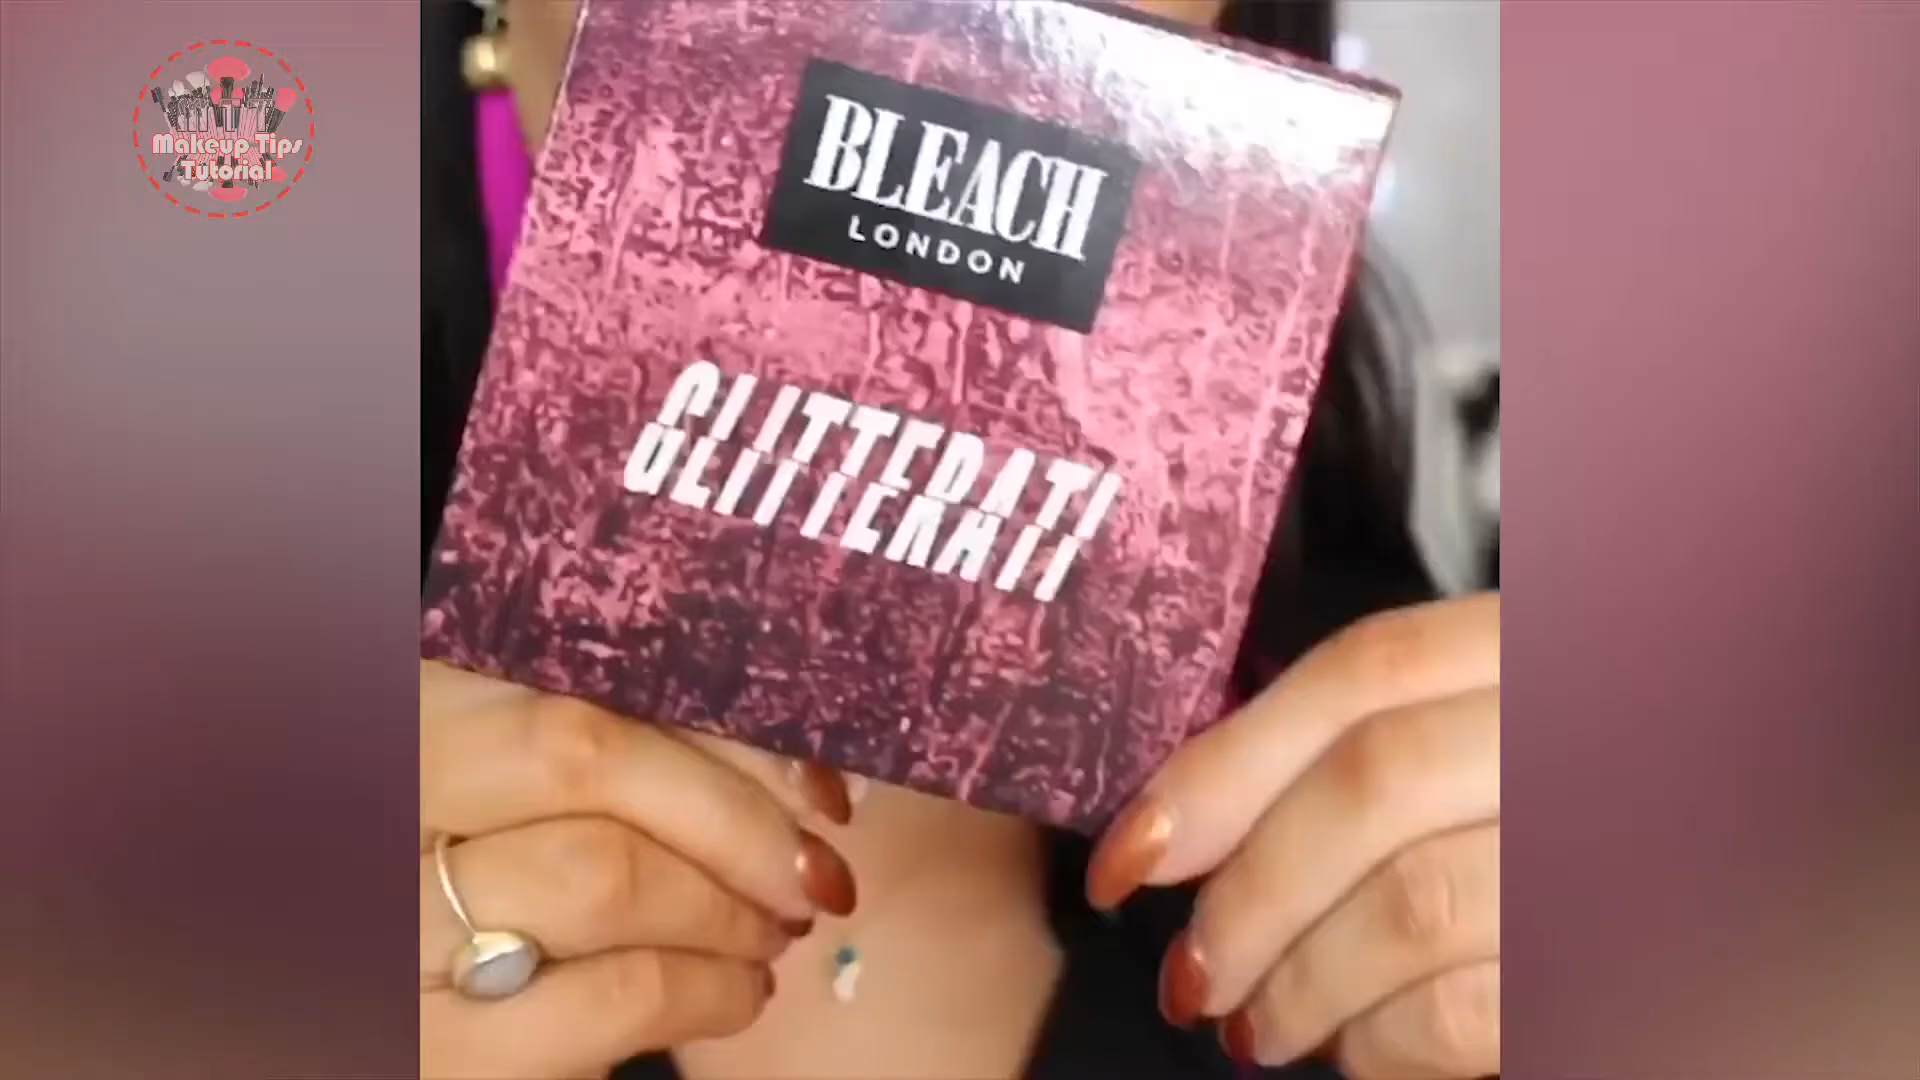 Makeup Tips
Tutorial
BLEACH
LONDON
GLITTERATI